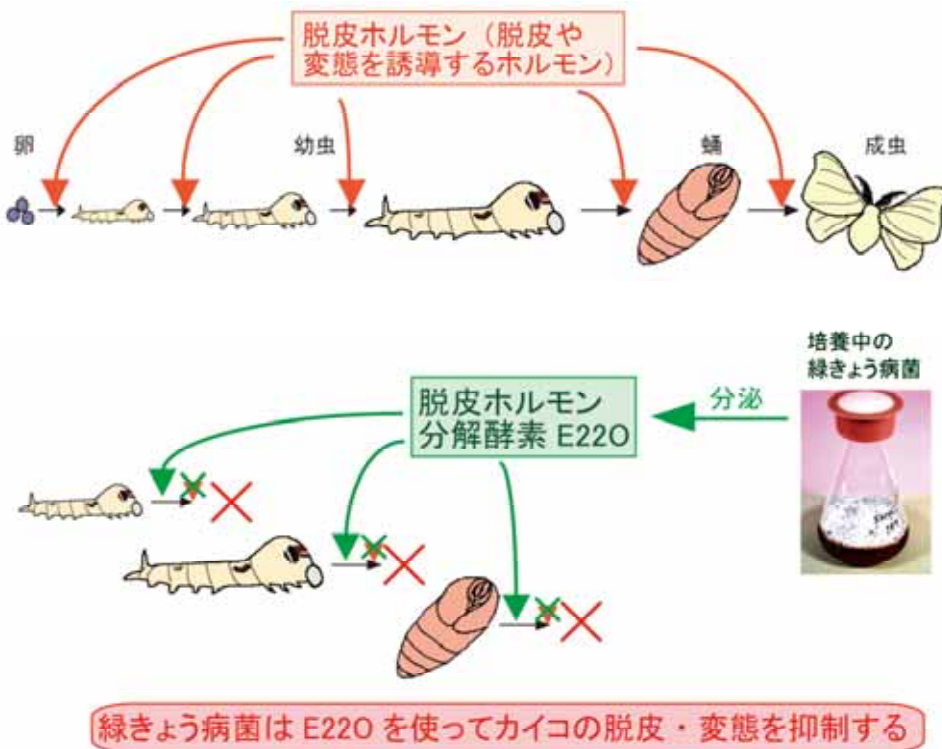 脱皮ホルモン（脱皮や
変態を誘導するホルモン）
卵
幼虫
蛹
成虫
培養中の
緑きょう病菌
分泌
脱皮ホルモン
分解酵素 E22O
緑きょう病菌は E22O を使ってカイコの脱皮・変態を抑制する